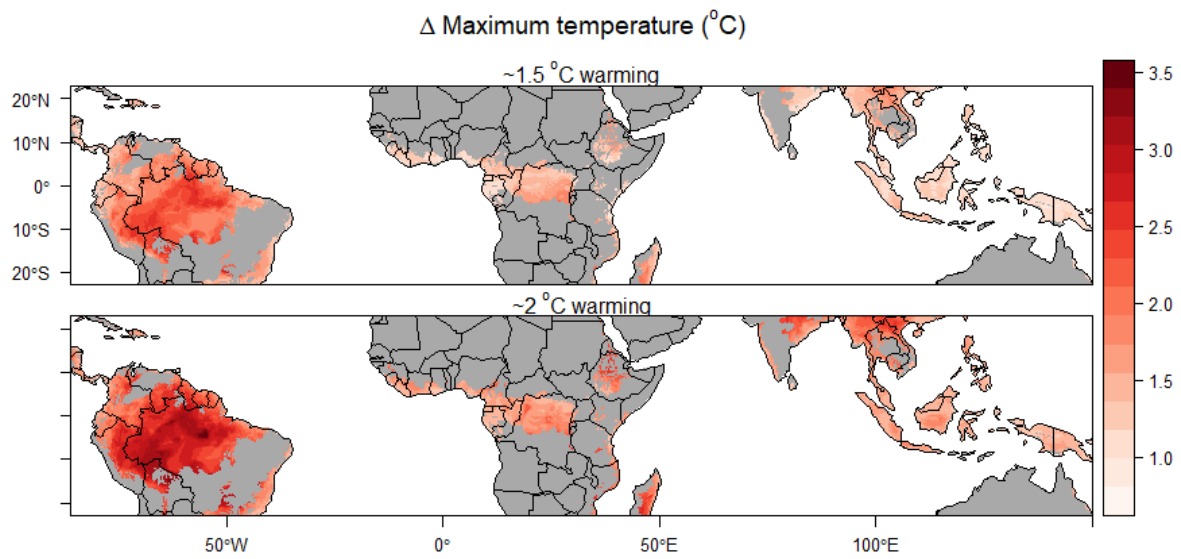 Δ Maximum temperature (°C)
~1.5 °C warming
20°N
10°N
0°
10°S
20°S
~2 °C warming
50°W
0°
50°E
100°E
3.5
3.0
2.5
2.0
1.5
1.0